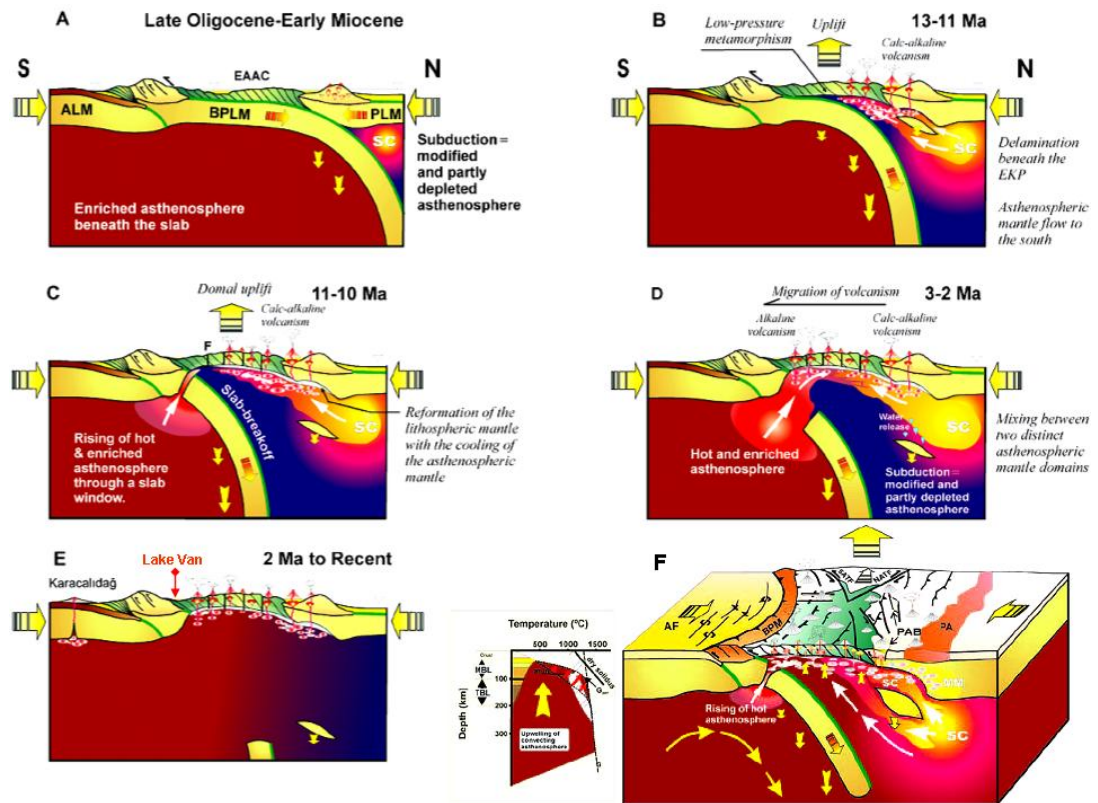 A
Late Oligocene-Early Miocene
S
N
EAAC
ALM
BPLM
PLM
SC
Subduction=
modified
and partly
depleted
asthenosphere
Enriched asthenosphere
beneath the slab
B
13-11 Ma
Low-pressure
metamorphism
Uplift
Calc-alkaline
volcanism
S
N
SC
Delamination
beneath the
EKP
Asthenospheric
mantle flow to
the south
C
11-10 Ma
Domal uplift
Calc-alkaline
volcanism
F
Slab-breakoff
SC
Rising of hot
& enriched
asthenosphere
through a slab
window.
Reformation of the
lithospheric mantle
with the cooling of
the asthenospheric
mantle
D
3-2 Ma
Migration of volcanism
Alkaline
volcanism
Calc-alkaline
volcanism
Water
release
SC
Hot and enriched
asthenosphere
Subduction=
modified and
partly depleted
asthenosphere
Mixing between
two distinct
asthenospheric
mantle domains
E
2 Ma to Recent
Lake Van
Karacalıdağ
Temperature (°C)
500 1000 1500
Crust
MBL
TBL
Depth (km)
100
200
300
dry solidus
Upwelling of
convecting
asthenosphere
F
SATF
NATF
AF
BPM
PAB
PA
SC
MM
Rising of hot
asthenosphere
SC